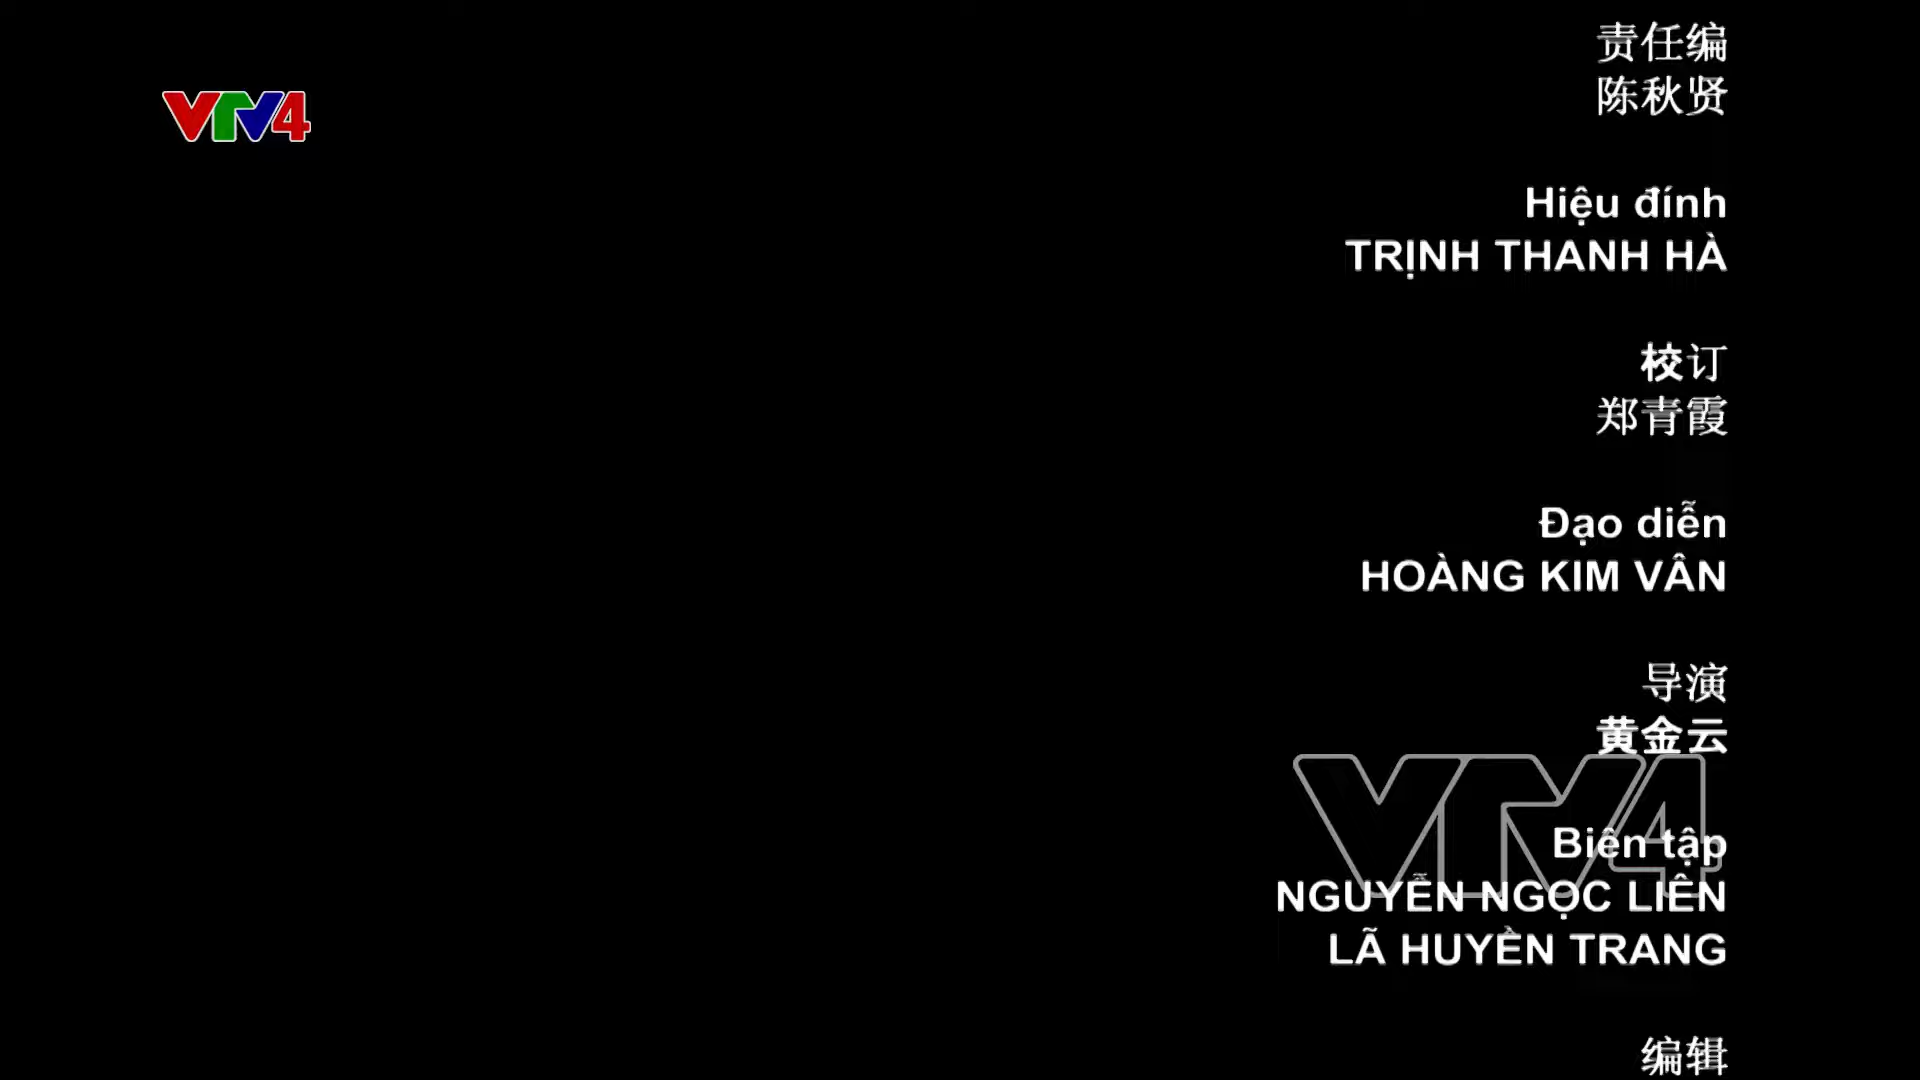 VTV4
责任编
陈秋贤
Hiệu đính
TRỊNH THANH HÀ
校订
郑青霞
Đạo diễn
HOÀNG KIM VÂN
导演
黄金云
VTV4
Biên tập
NGUYỄN NGỌC LIÊN
LÃ HUYỀN TRANG
编辑